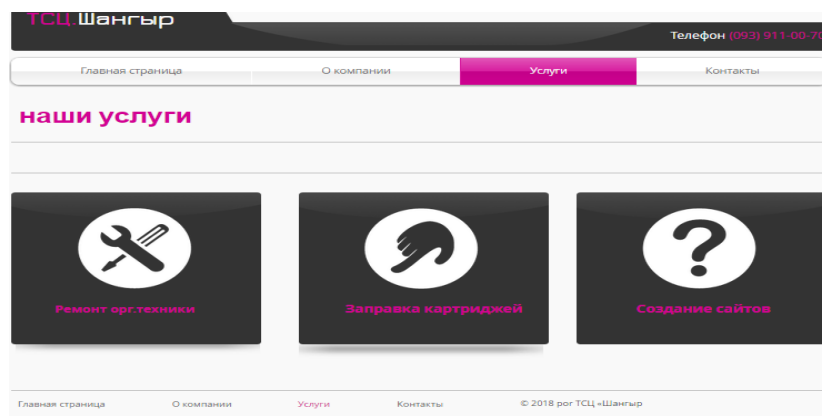 ТСЦ.Шангыр
Телефон (093) 911-00-70
Главная страница О компании Услуги Контакты
наши услуги
Ремонт орг.техники Заправка картриджей Создание сайтов
Главная страница О компании Услуги Контакты © 2018 рог ТСЦ «Шангыр